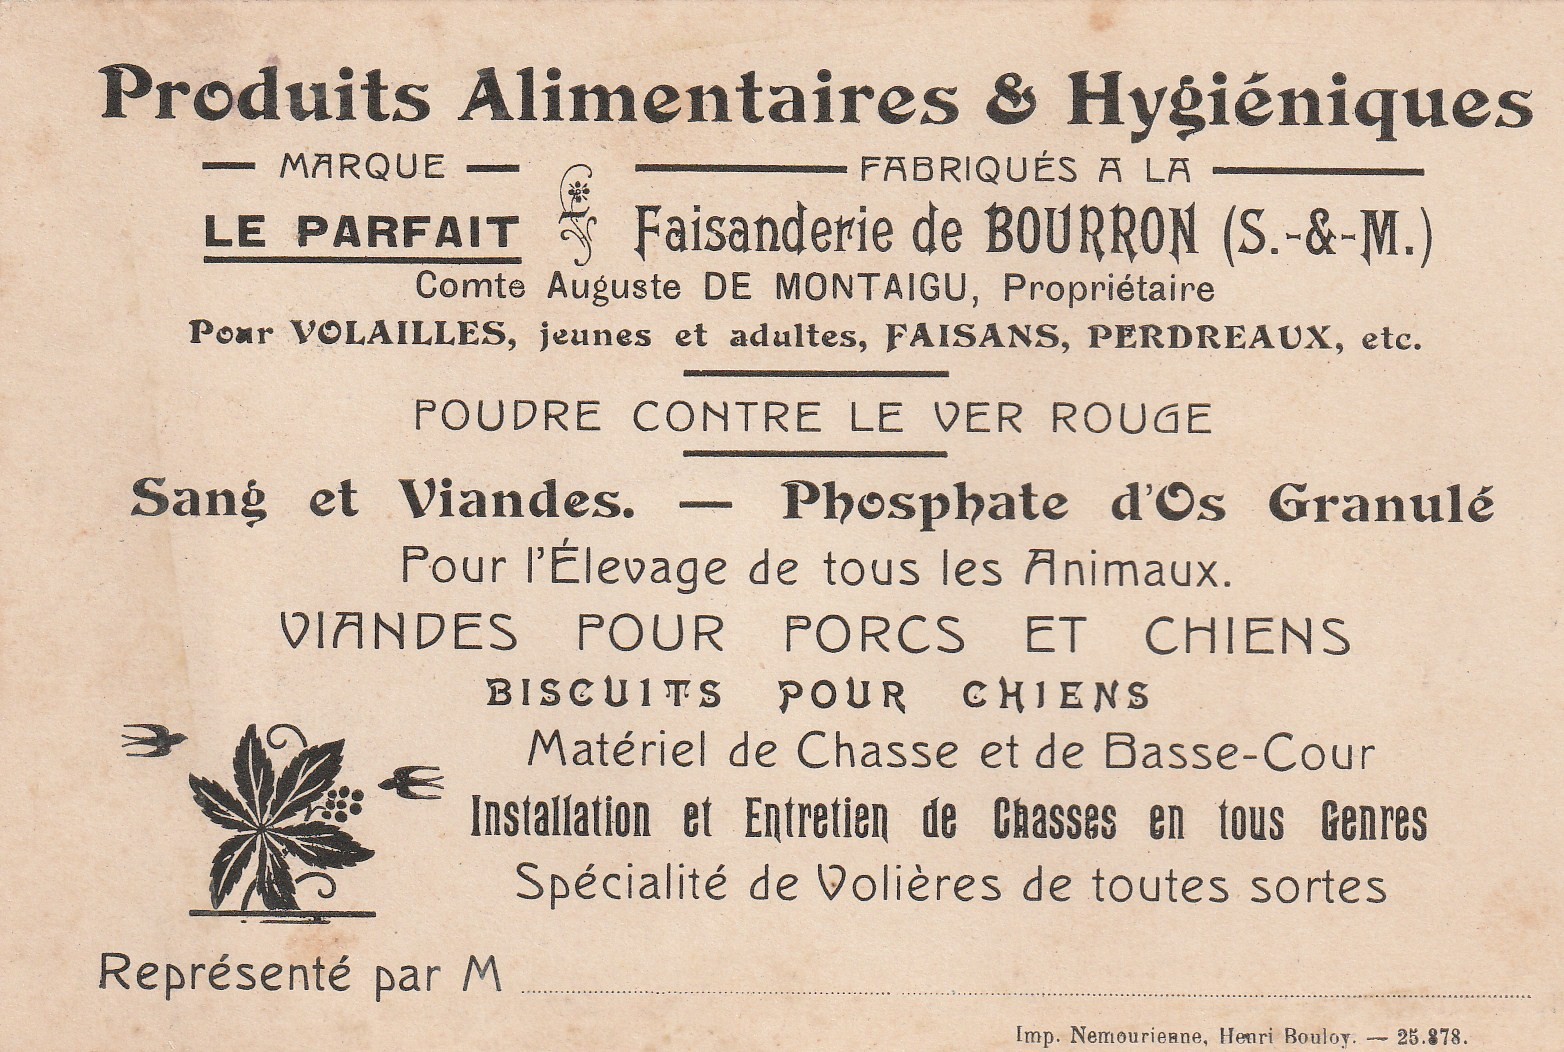 Produits Alimentaires & Hygiéniques
MARQUE
LE PARFAIT
FABRIQUÉS A LA
Faisanderie de BOURRON (S.-&-M.)
Comte Auguste DE MONTAIGU, Propriétaire
Pour VOLAILLES, jeunes et adultes, FAISANS, PERDREAUX, etc.
POUDRE CONTRE LE VER ROUGE
Sang et Viandes. — Phosphate d'Os Granulé
Pour l'Élevage de tous les Animaux.
VIANDES POUR PORCS ET CHIENS
BISCUITS POUR CHIENS
Matériel de Chasse et de Basse-Cour
Installation et Entretien de Chasses en tous Genres
Spécialité de Volières de toutes sortes
Représenté par M
Imp. Nemourienne, Henri Bouloy. — 25.878.